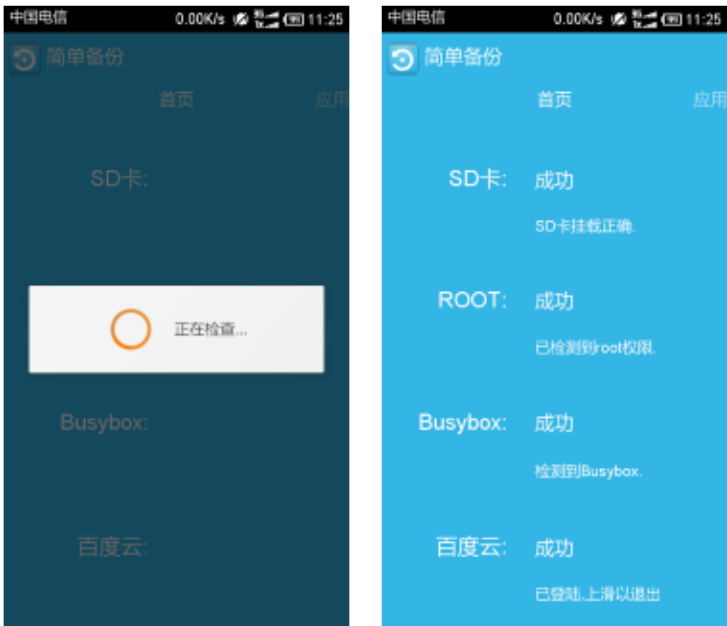 中国电信 0.00K/s 11:25
简单备份
首页 应用
SD卡:
正在检查...
Busybox:
百度云:
中国电信 0.00K/s 11:25
简单备份
首页 应用
SD卡: 成功
SD卡挂载正确.
ROOT: 成功
已检测到root权限.
Busybox: 成功
检测到Busybox.
百度云: 成功
已登陆.上滑以退出